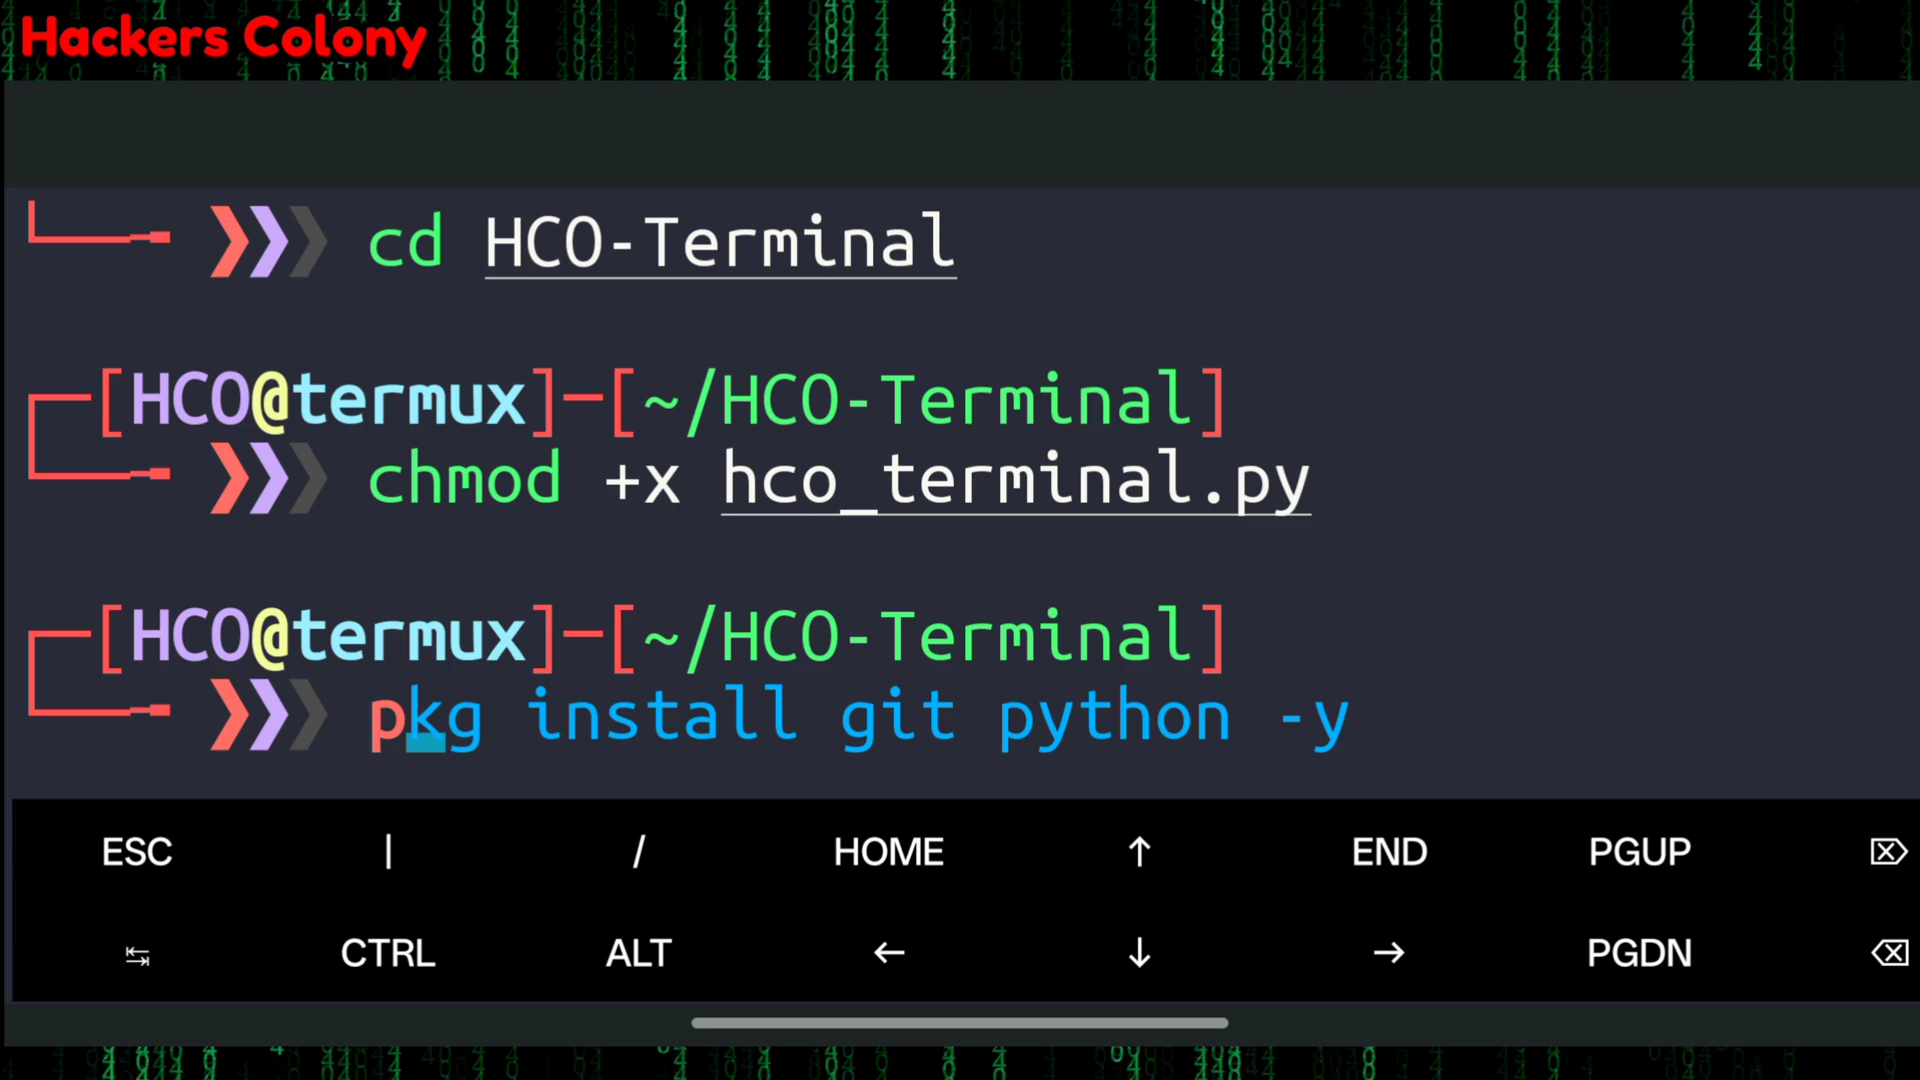 Hackers Colony
❯❯❯ cd HCO-Terminal
[HCO@termux]-[~/HCO-Terminal]
❯❯❯ chmod +x hco_terminal.py
[HCO@termux]-[~/HCO-Terminal]
❯❯❯ pkg install git python -y
ESC | / HOME ↑ END PGUP ⌦
↹ CTRL ALT ← ↓ → PGDN ⌫